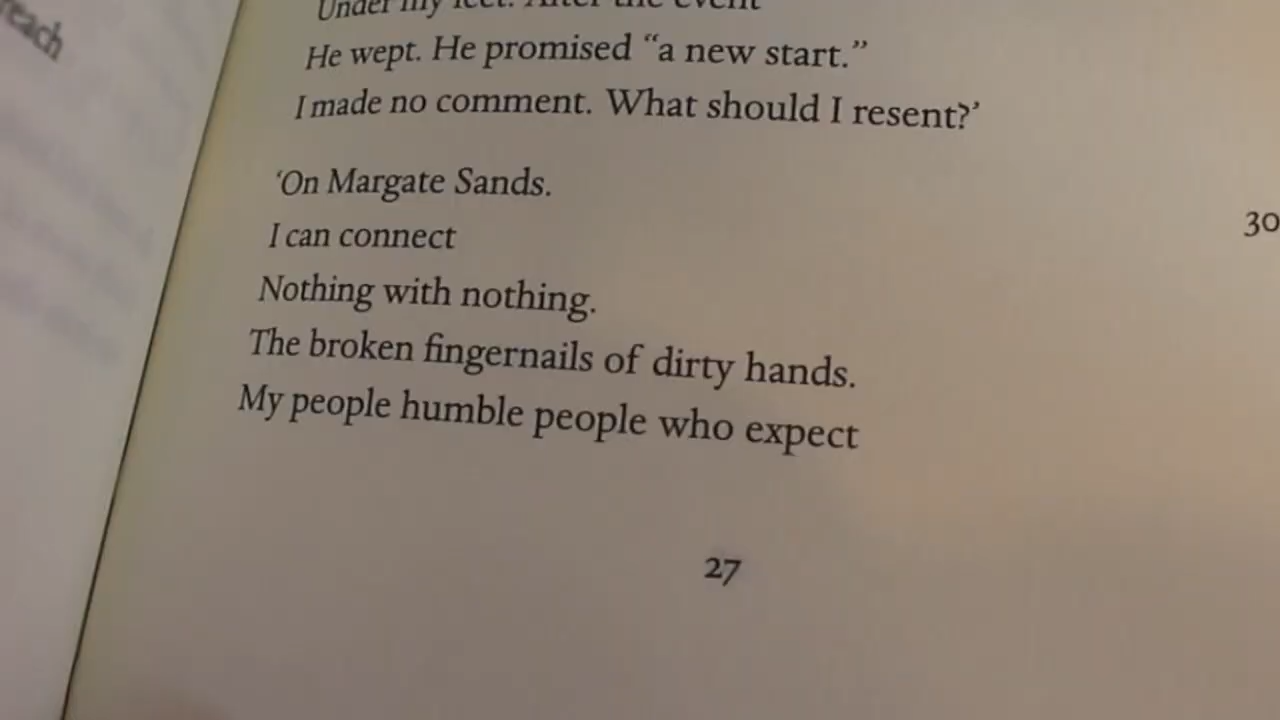 reach
Under my feet. After the event
He wept. He promised “a new start.”
I made no comment. What should I resent?’
‘On Margate Sands.
I can connect 30
Nothing with nothing.
The broken fingernails of dirty hands.
My people humble people who expect
27